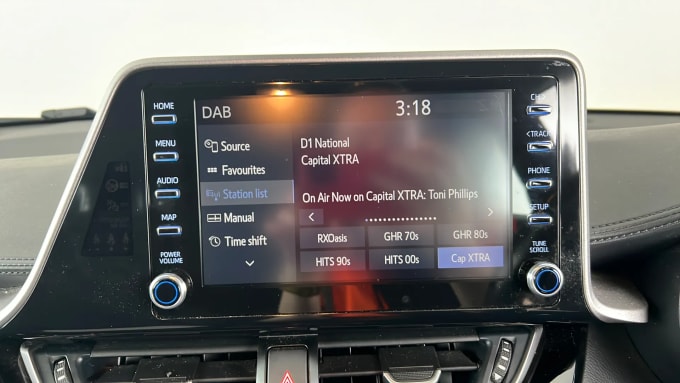 HOME
MENU
AUDIO
MAP
POWER
VOLUME
DAB
3:18
Source
Favourites
Station list
Manual
Time shift
D1 National
Capital XTRA
On Air Now on Capital XTRA: Toni Phillips
RXOasis
GHR 70s
GHR 80s
HITS 90s
HITS 00s
Cap XTRA
<TRACK
PHONE
SETUP
TUNE
SCROLL